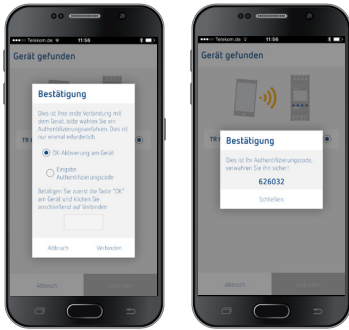 Telekom.de
11:56
Gerät gefunden
Bestätigung
Dies ist Ihre erste Verbindung mit
dem Gerät, bitte wählen Sie ein
Authentifizierungsverfahren. Dies ist
nur einmal erforderlich.
OK-Aktivierung am Gerät
Eingabe
Authentifizierungscode
Betätigen Sie zuerst die Taste "OK"
am Gerät und klicken Sie
anschließend auf Verbinden
Abbruch Verbinden
Abbruch
Telekom.de
11:56
Gerät gefunden
Bestätigung
Dies ist Ihr Authentifizierungscode,
verwahren Sie ihn sicher!
626032
Schließen
Abbruch